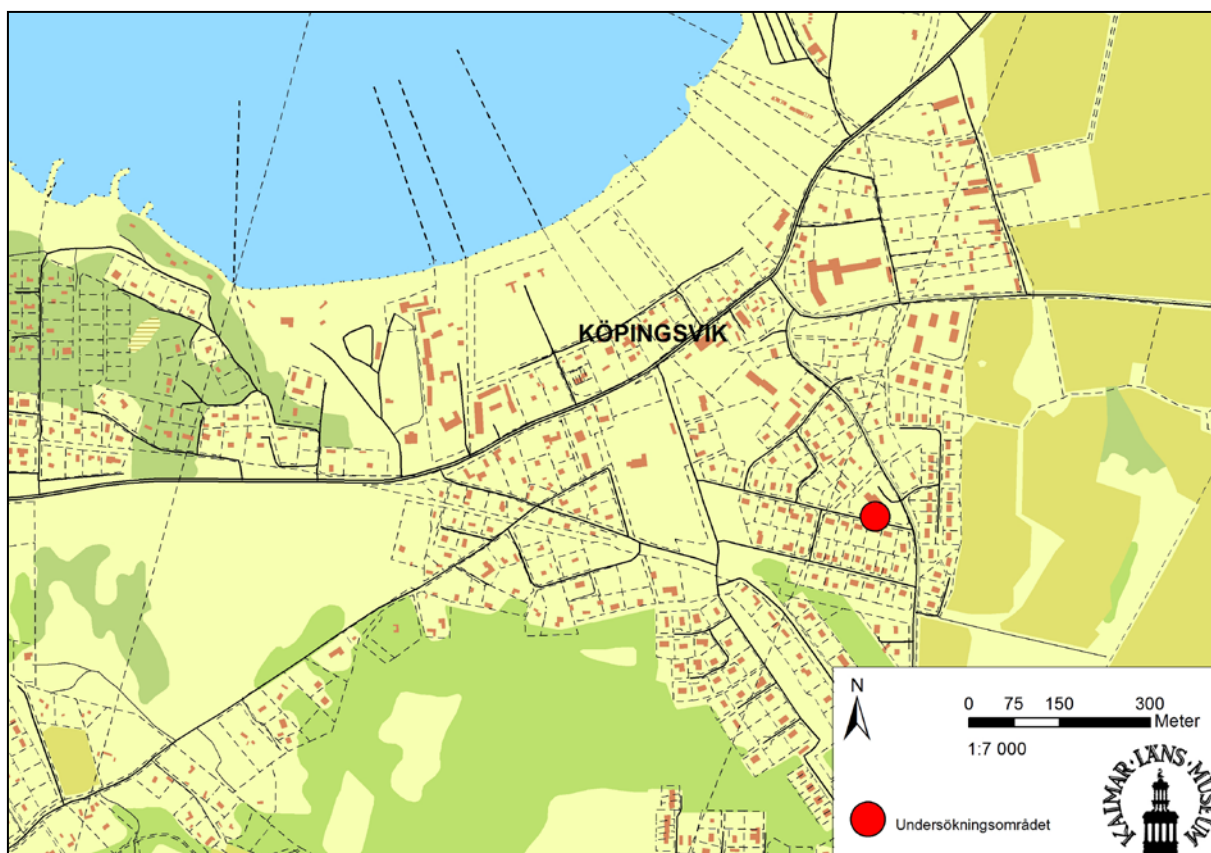 KÖPINGSVIK
N
0 75 150 300
Meter
1:7 000
Undersökningsområdet
KALMAR·LÄNS·MUSEUM